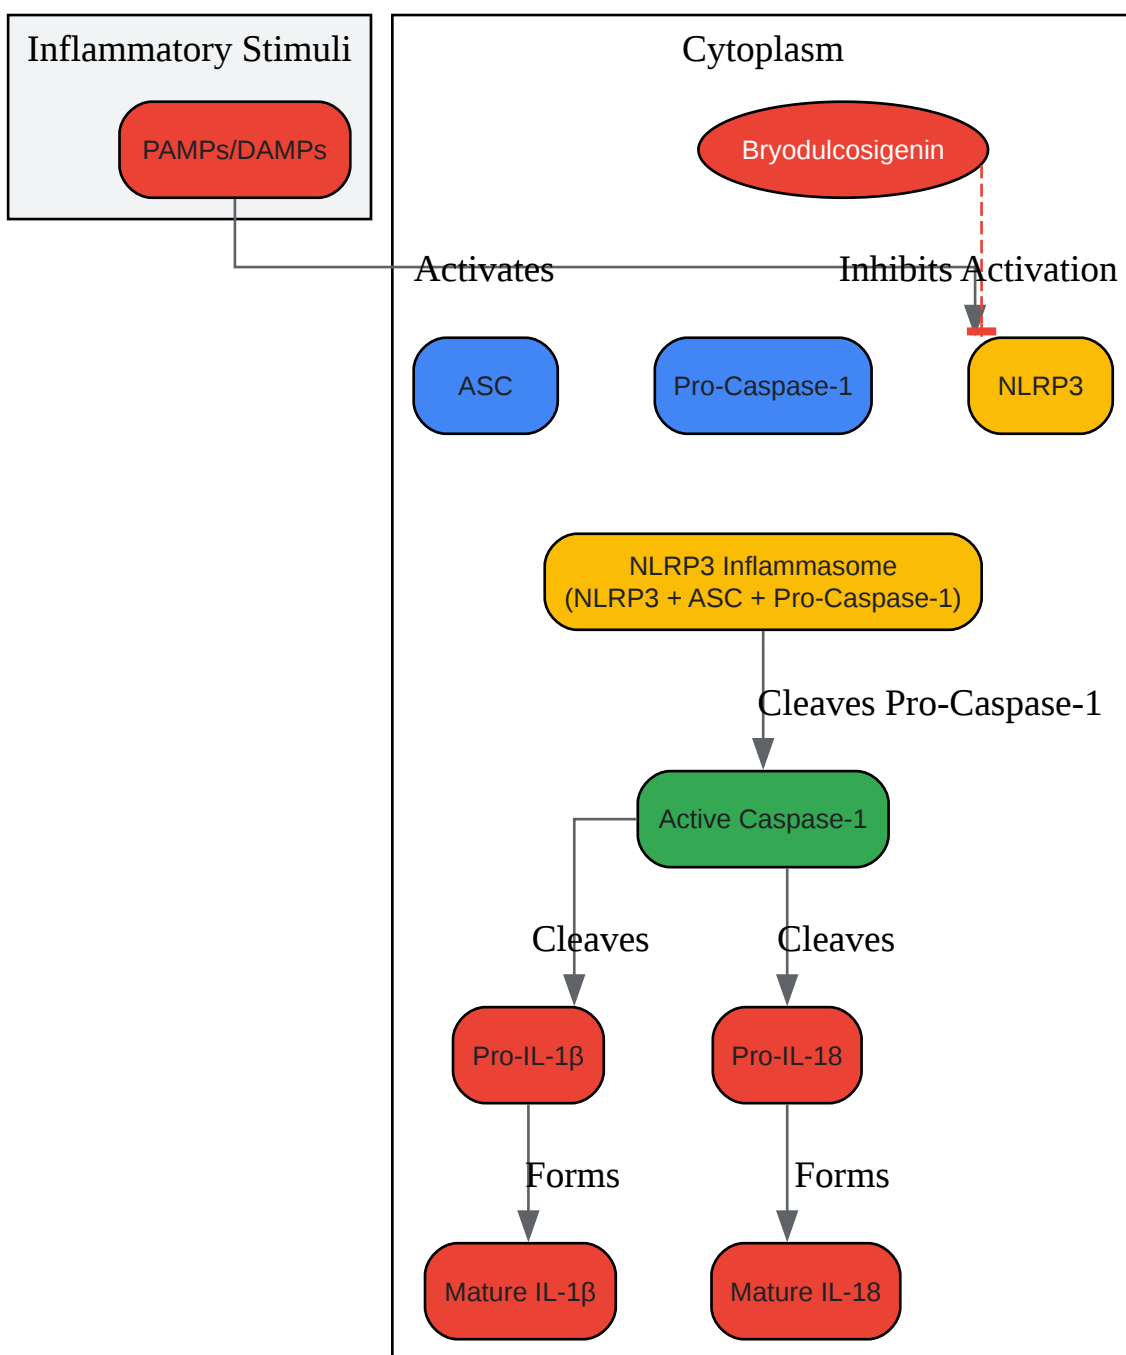 Inflammatory Stimuli
Cytoplasm
PAMPs/DAMPs
Bryodulcosigenin
Activates
Inhibits Activation
ASC
Pro-Caspase-1
NLRP3
NLRP3 Inflammasome
(NLRP3 + ASC + Pro-Caspase-1)
Cleaves Pro-Caspase-1
Active Caspase-1
Cleaves
Cleaves
Pro-IL-1β
Pro-IL-18
Forms
Forms
Mature IL-1β
Mature IL-18